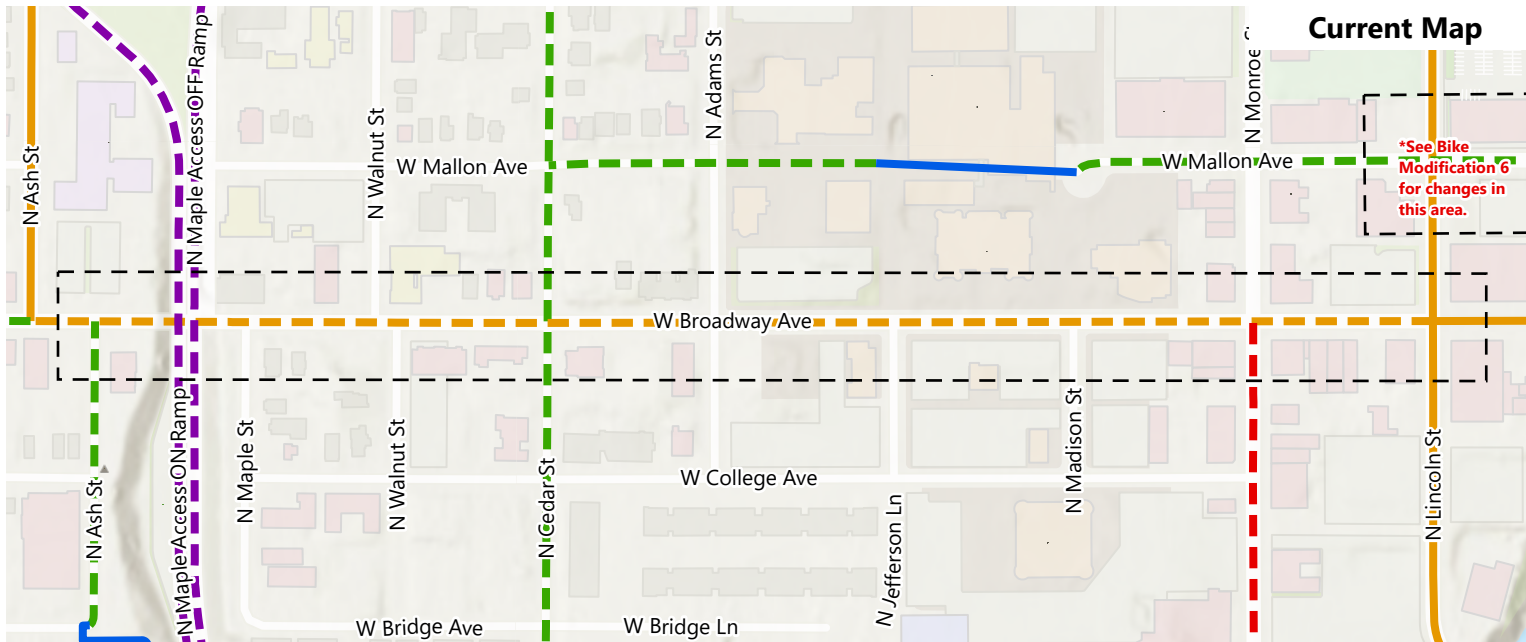 Current Map
N Ash St
N Maple Access OFF Ramp
N Walnut St
N Adams St
N Monroe St
W Mallon Ave
W Mallon Ave
*See Bike
Modification 6
for changes in
this area.
W Broadway Ave
N Ash St
N Maple Access ON Ramp
N Maple St
N Walnut St
N Cedar St
W College Ave
N Jefferson Ln
N Madison St
N Lincoln St
W Bridge Ave
W Bridge Ln